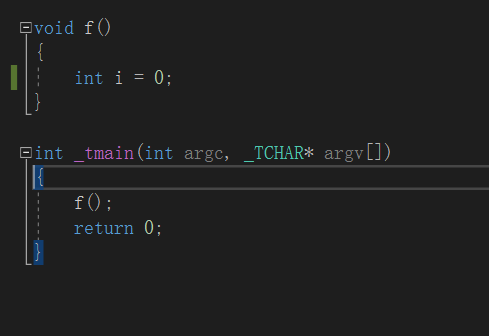 void f()
{
int i = 0;
}
int _tmain(int argc, _TCHAR* argv[])
{
f();
return 0;
}